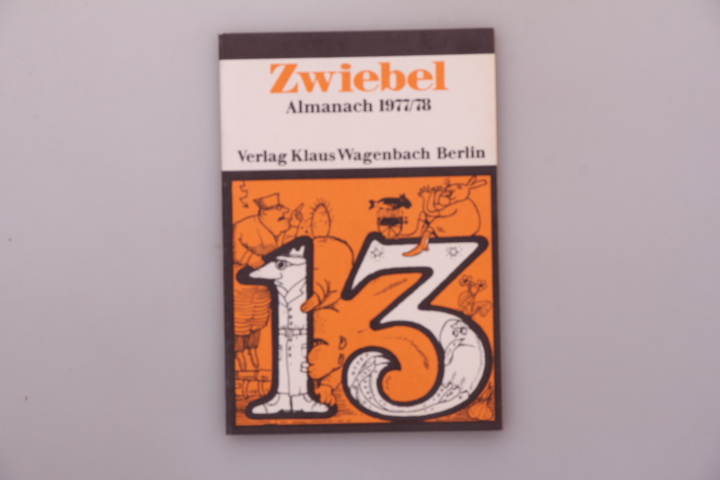 Zwiebel
Almanach 1977/78
Verlag Klaus Wagenbach Berlin
13